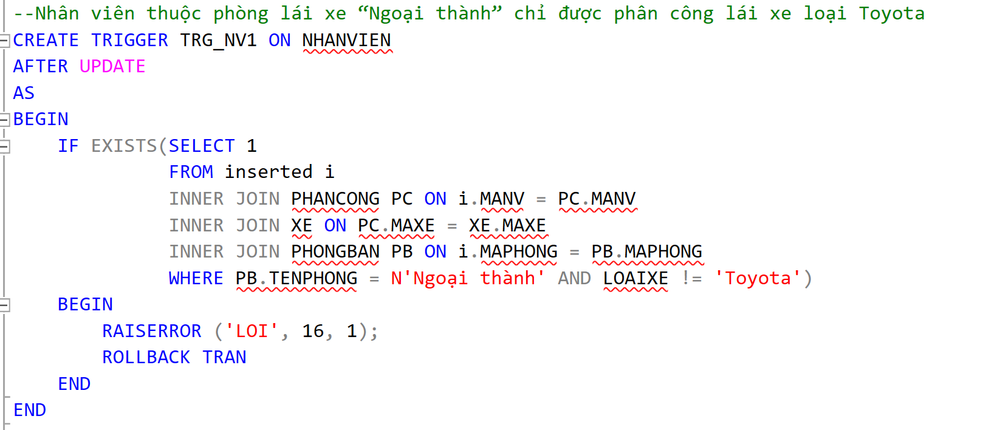 --Nhân viên thuộc phòng lái xe “Ngoại thành” chỉ được phân công lái xe loại Toyota
CREATE TRIGGER TRG_NV1 ON NHANVIEN
AFTER UPDATE
AS
BEGIN
    IF EXISTS(SELECT 1
              FROM inserted i
              INNER JOIN PHANCONG PC ON i.MANV = PC.MANV
              INNER JOIN XE ON PC.MAXE = XE.MAXE
              INNER JOIN PHONGBAN PB ON i.MAPHONG = PB.MAPHONG
              WHERE PB.TENPHONG = N'Ngoại thành' AND LOAIXE != 'Toyota')
    BEGIN
        RAISERROR ('LOI', 16, 1);
        ROLLBACK TRAN
    END
END